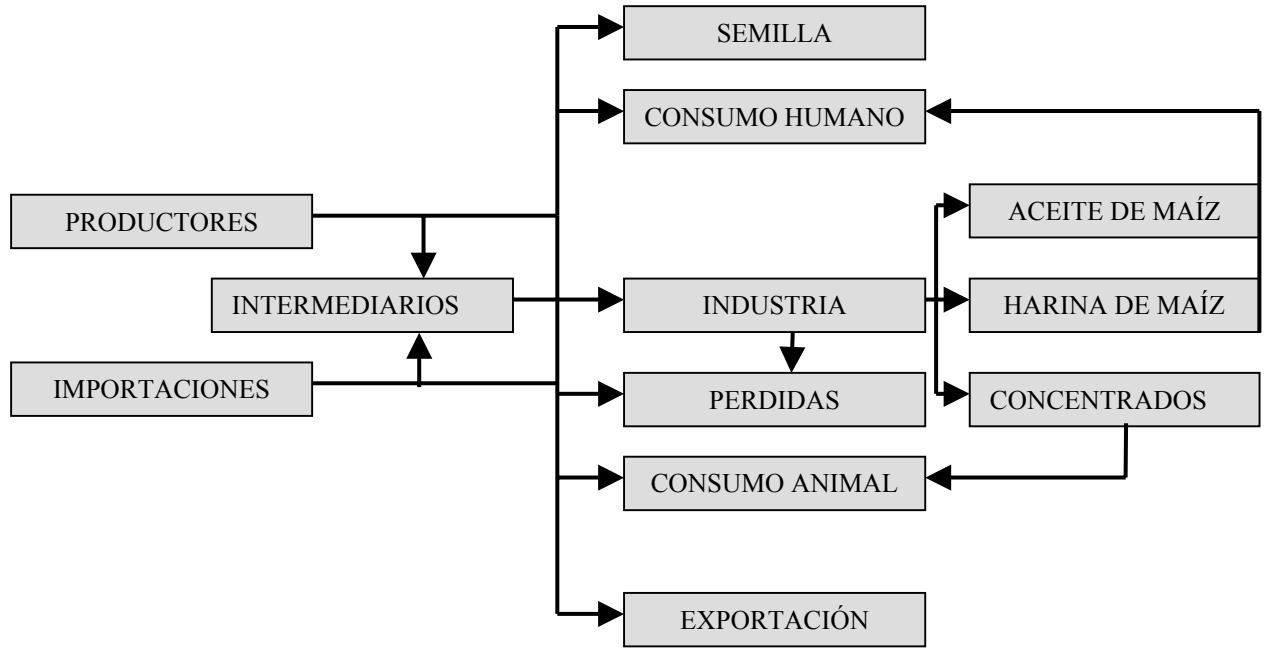 SEMILLA
CONSUMO HUMANO
PRODUCTORES
ACEITE DE MAÍZ
INTERMEDIARIOS
INDUSTRIA
HARINA DE MAÍZ
IMPORTACIONES
PERDIDAS
CONCENTRADOS
CONSUMO ANIMAL
EXPORTACIÓN